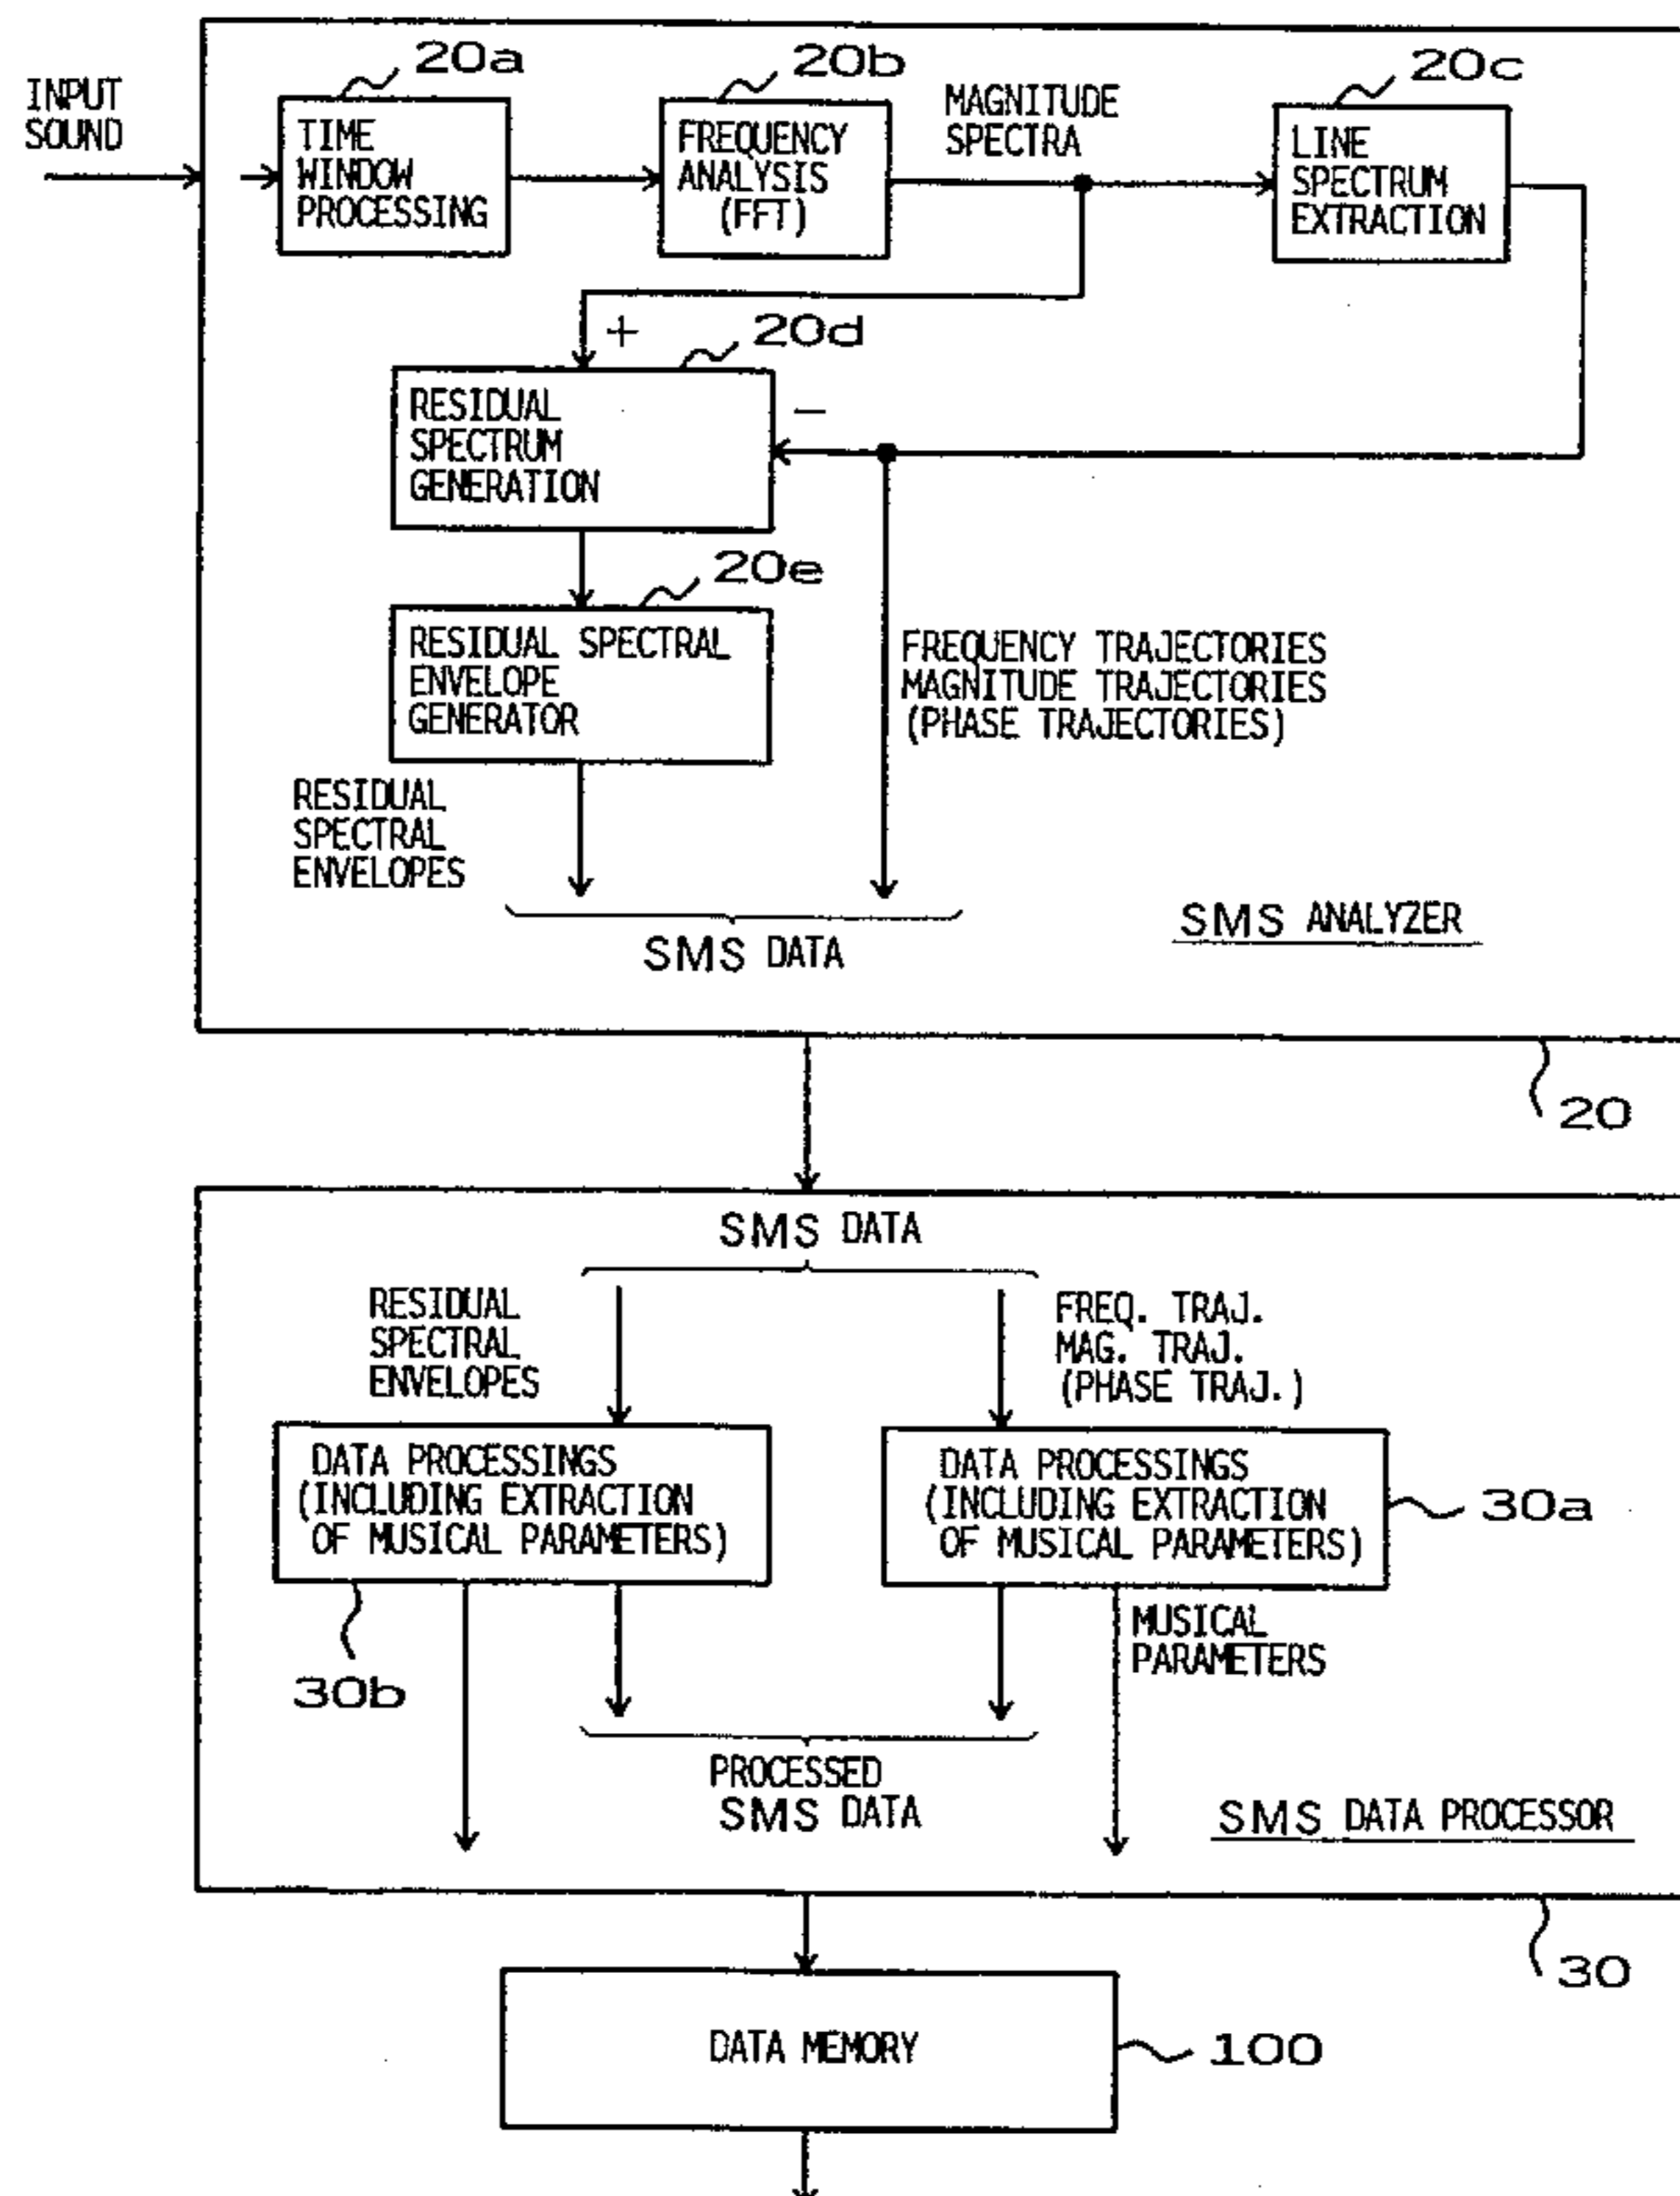 INPUT
SOUND
20a
TIME
WINDOW
PROCESSING
20b
FREQUENCY
ANALYSIS
(FFT)
MAGNITUDE
SPECTRA
20c
LINE
SPECTRUM
EXTRACTION
+
20d
RESIDUAL
SPECTRUM
GENERATION
−
20e
RESIDUAL SPECTRAL
ENVELOPE
GENERATOR
FREQUENCY TRAJECTORIES
MAGNITUDE TRAJECTORIES
(PHASE TRAJECTORIES)
RESIDUAL
SPECTRAL
ENVELOPES
SMS DATA
SMS ANALYZER
20
SMS DATA
RESIDUAL
SPECTRAL
ENVELOPES
FREQ. TRAJ.
MAG. TRAJ.
(PHASE TRAJ.)
DATA PROCESSINGS
(INCLUDING EXTRACTION
OF MUSICAL PARAMETERS)
DATA PROCESSINGS
(INCLUDING EXTRACTION
OF MUSICAL PARAMETERS)
30a
30b
MUSICAL
PARAMETERS
PROCESSED
SMS DATA
SMS DATA PROCESSOR
30
DATA MEMORY
100